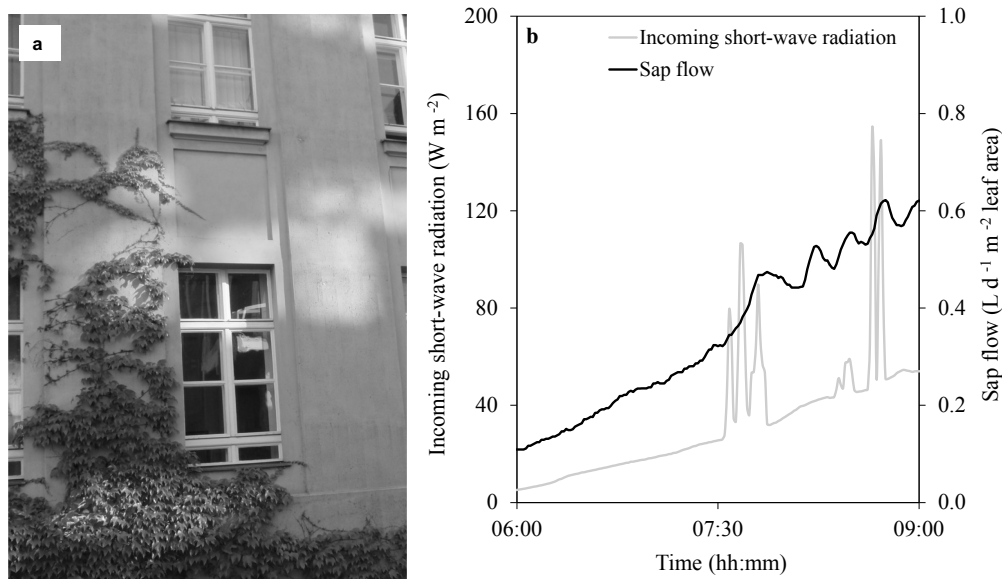 a
b
Incoming short-wave radiation
Sap flow
Incoming short-wave radiation (W m -2)
200
160
120
80
40
0
Sap flow (L d -1 m -2 leaf area)
1.0
0.8
0.6
0.4
0.2
0.0
06:00 07:30 09:00
Time (hh:mm)